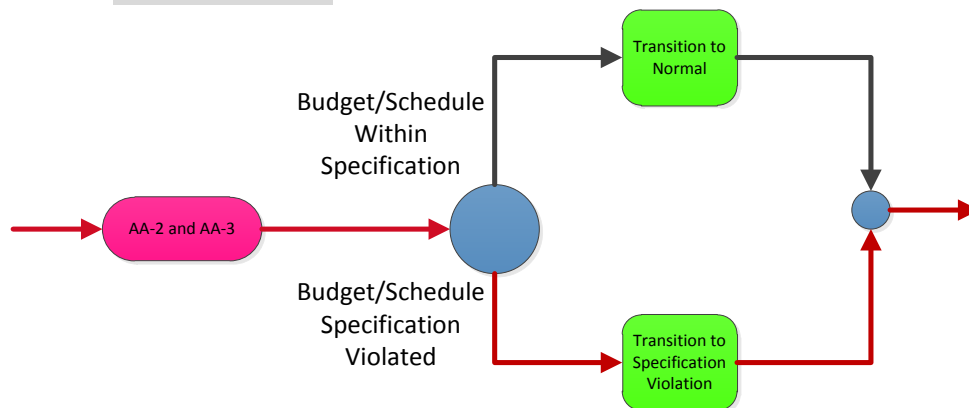 Transition to
Normal
Budget/Schedule
Within
Specification
AA-2 and AA-3
Budget/Schedule
Specification
Violated
Transition to
Specification
Violation